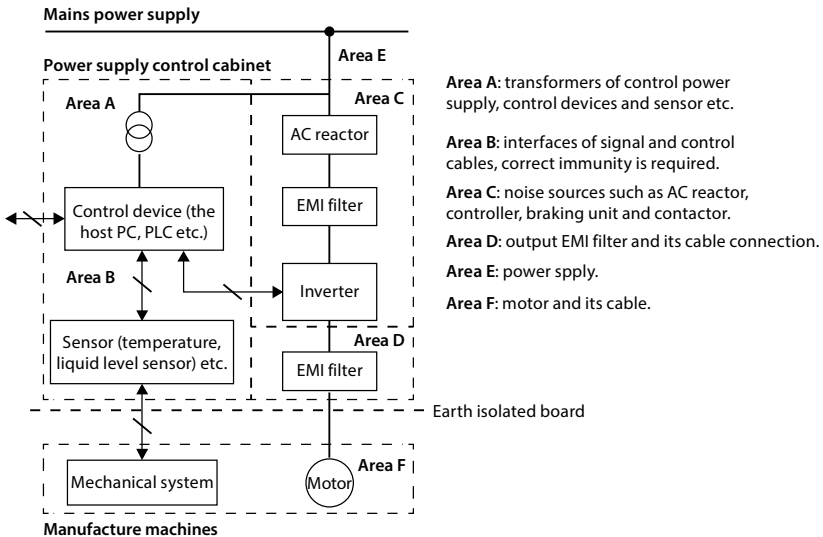 Mains power supply
Area E
Power supply control cabinet
Area A
Area C
AC reactor
EMI filter
Control device (the
host PC, PLC etc.)
Area B
Inverter
Sensor (temperature,
liquid level sensor) etc.
Area D
EMI filter
Earth isolated board
Area F
Mechanical system
Motor
Manufacture machines
Area A: transformers of control power
supply, control devices and sensor etc.
Area B: interfaces of signal and control
cables, correct immunity is required.
Area C: noise sources such as AC reactor,
controller, braking unit and contactor.
Area D: output EMI filter and its cable connection.
Area E: power spply.
Area F: motor and its cable.